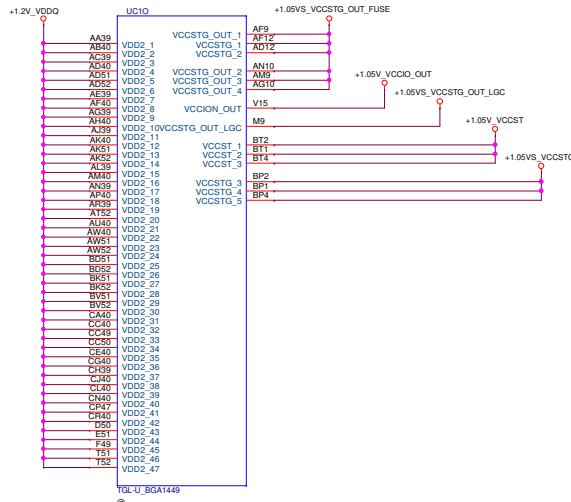 +1.2V_VDDQ
UC1O
+1.05VS_VCCSTG_OUT_FUSE
AA39 VDD2_1
AB40 VDD2_2
AC39 VDD2_3
AD40 VDD2_4
AD51 VDD2_5
AD52 VDD2_6
AE39 VDD2_7
AF40 VDD2_8
AG39 VDD2_9
AH40 VDD2_10
AJ39 VDD2_11
AK40 VDD2_12
AK51 VDD2_13
AK52 VDD2_14
AL39 VDD2_15
AM40 VDD2_16
AN39 VDD2_17
AP40 VDD2_18
AR39 VDD2_19
AT52 VDD2_20
AU40 VDD2_21
AW40 VDD2_22
AW51 VDD2_23
AW52 VDD2_24
BD51 VDD2_25
BD52 VDD2_26
BK51 VDD2_27
BK52 VDD2_28
BV51 VDD2_29
BV52 VDD2_30
CA40 VDD2_31
CC40 VDD2_32
CC49 VDD2_33
CC50 VDD2_34
CE40 VDD2_35
CG40 VDD2_36
CH39 VDD2_37
CJ40 VDD2_38
CL40 VDD2_39
CN40 VDD2_40
CP47 VDD2_41
CR40 VDD2_42
D50 VDD2_43
E51 VDD2_44
F49 VDD2_45
T51 VDD2_46
T52 VDD2_47
VCCSTG_OUT_1 AF9
VCCSTG_1 AF12
VCCSTG_2 AD12
VCCSTG_OUT_2 AN10
VCCSTG_OUT_3 AM9
VCCSTG_OUT_4 AG10
+1.05V_VCCIO_OUT
VCCION_OUT V15
+1.05VS_VCCSTG_OUT_LGC
VCCSTG_OUT_LGC M9
+1.05V_VCCST
VCCST_1 BT2
VCCST_2 BT1
VCCST_3 BT4
+1.05VS_VCCSTG
VCCSTG_3 BP2
VCCSTG_4 BP1
VCCSTG_5 BP4
TGL-U_BGA1449
@